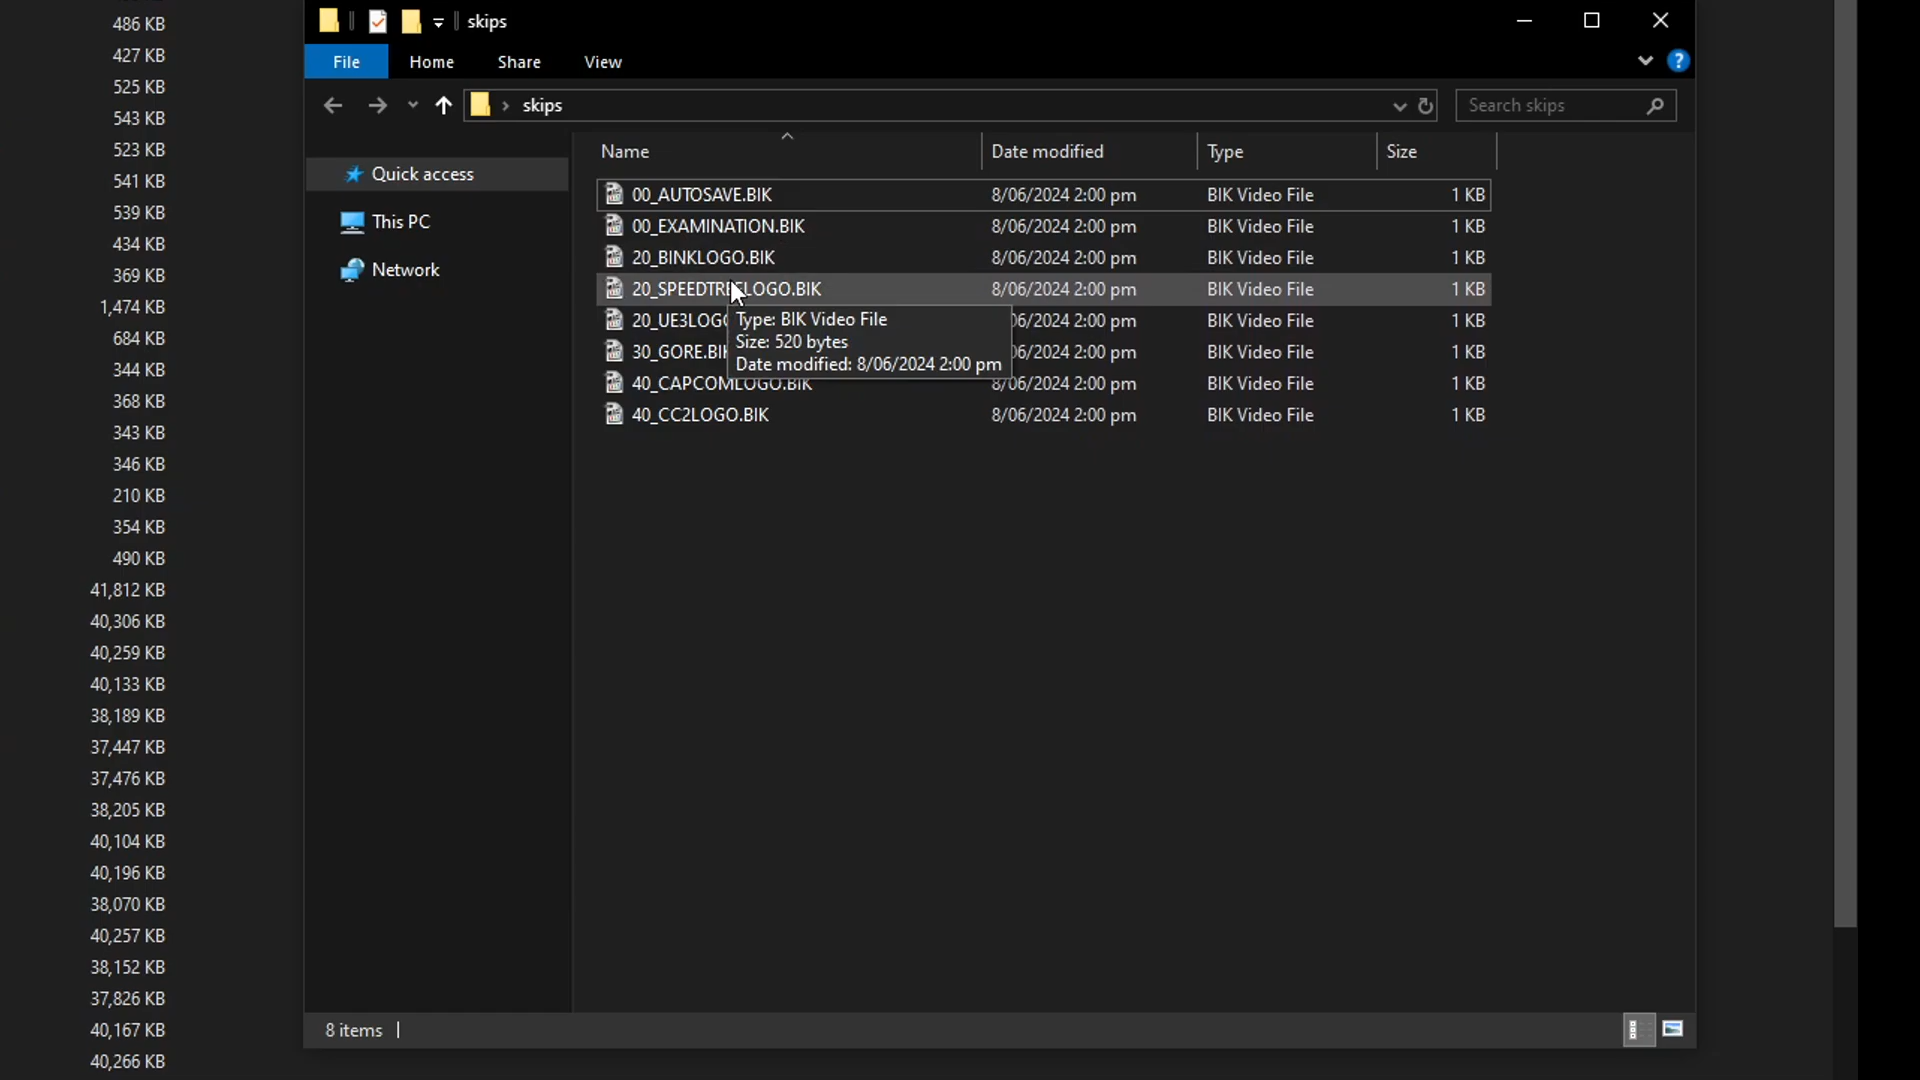 486 KB
427 KB
525 KB
543 KB
523 KB
541 KB
539 KB
434 KB
369 KB
1,474 KB
684 KB
344 KB
368 KB
343 KB
346 KB
210 KB
354 KB
490 KB
41,812 KB
40,306 KB
40,259 KB
40,133 KB
38,189 KB
37,447 KB
37,476 KB
38,205 KB
40,104 KB
40,196 KB
38,070 KB
40,257 KB
38,152 KB
37,826 KB
40,167 KB
40,266 KB
skips
File Home Share View
skips Search skips
Quick access
This PC
Network
Name Date modified Type Size
00_AUTOSAVE.BIK 8/06/2024 2:00 pm BIK Video File 1 KB
00_EXAMINATION.BIK 8/06/2024 2:00 pm BIK Video File 1 KB
20_BINKLOGO.BIK 8/06/2024 2:00 pm BIK Video File 1 KB
20_SPEEDTREELOGO.BIK 8/06/2024 2:00 pm BIK Video File 1 KB
20_UE3LOGO 06/2024 2:00 pm BIK Video File 1 KB
30_GORE.BIK 06/2024 2:00 pm BIK Video File 1 KB
40_CAPCOMLOGO.BIK 8/06/2024 2:00 pm BIK Video File 1 KB
40_CC2LOGO.BIK 8/06/2024 2:00 pm BIK Video File 1 KB
Type: BIK Video File
Size: 520 bytes
Date modified: 8/06/2024 2:00 pm
8 items